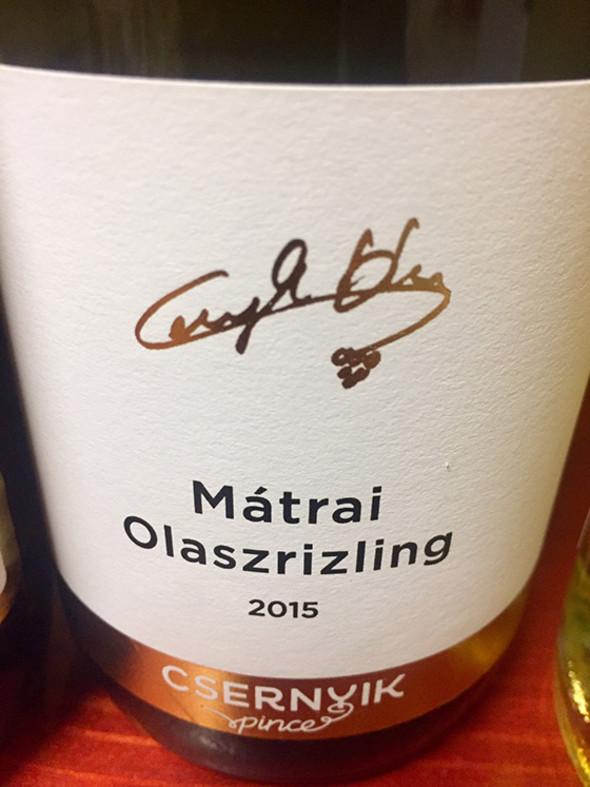 Mátrai
Olaszrizling
2015
CSERNYIK
pince